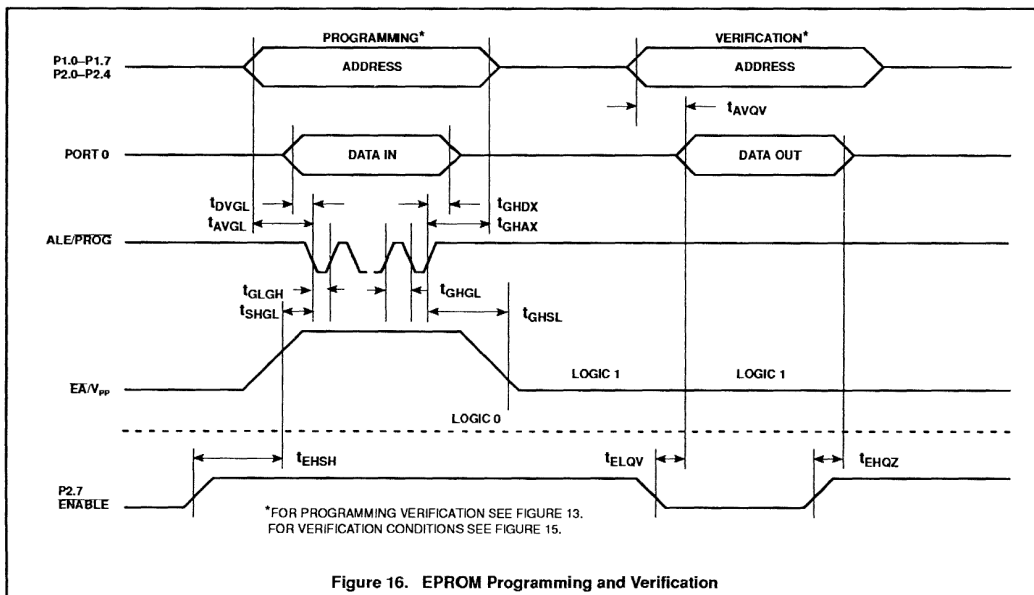 PROGRAMMING*
VERIFICATION*
P1.0–P1.7
P2.0–P2.4
ADDRESS
ADDRESS
tAVQV
PORT 0
DATA IN
DATA OUT
tDVGL
tGHDX
tAVGL
tGHAX
ALE/PROG
tGLGH
tGHGL
tSHGL
tGHSL
EA/VPP
LOGIC 1
LOGIC 1
LOGIC 0
tEHSH
tELQV
tEHQZ
P2.7
ENABLE
*FOR PROGRAMMING VERIFICATION SEE FIGURE 13.
FOR VERIFICATION CONDITIONS SEE FIGURE 15.
Figure 16. EPROM Programming and Verification